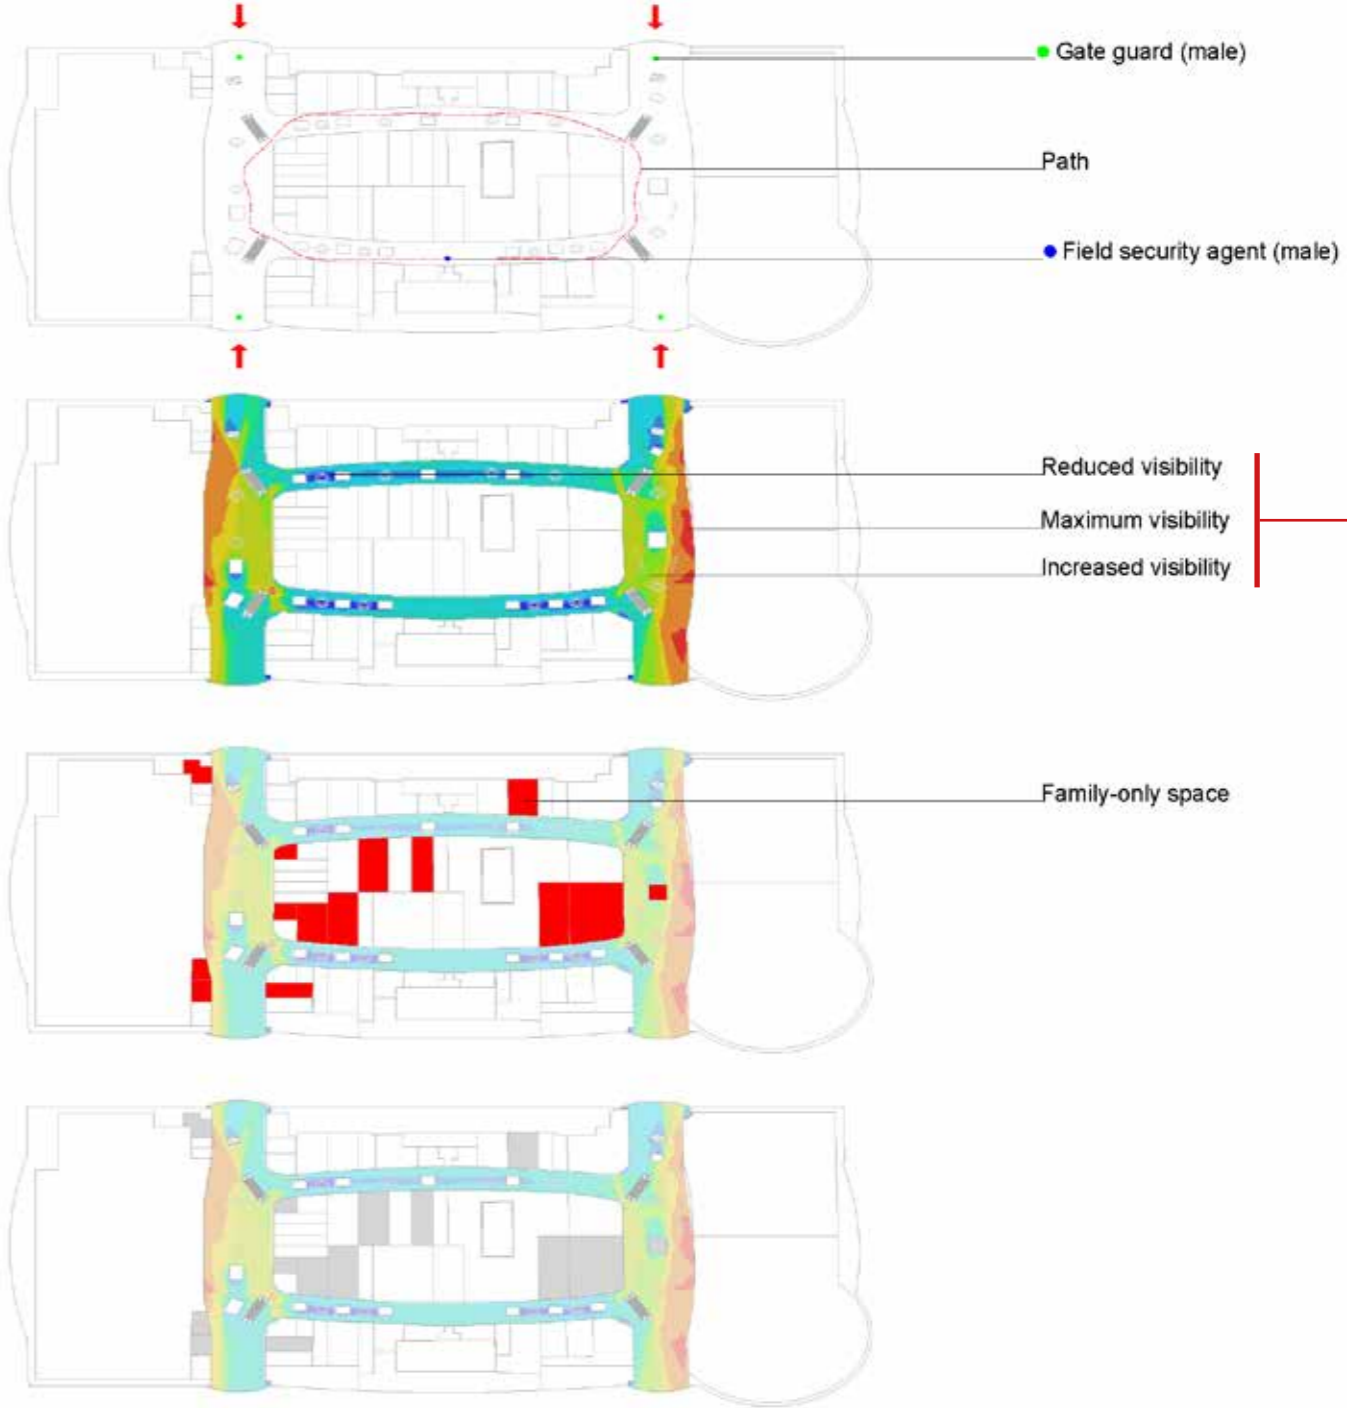 Gate guard (male)
Path
Field security agent (male)
Reduced visibility
Maximum visibility
Increased visibility
Family-only space